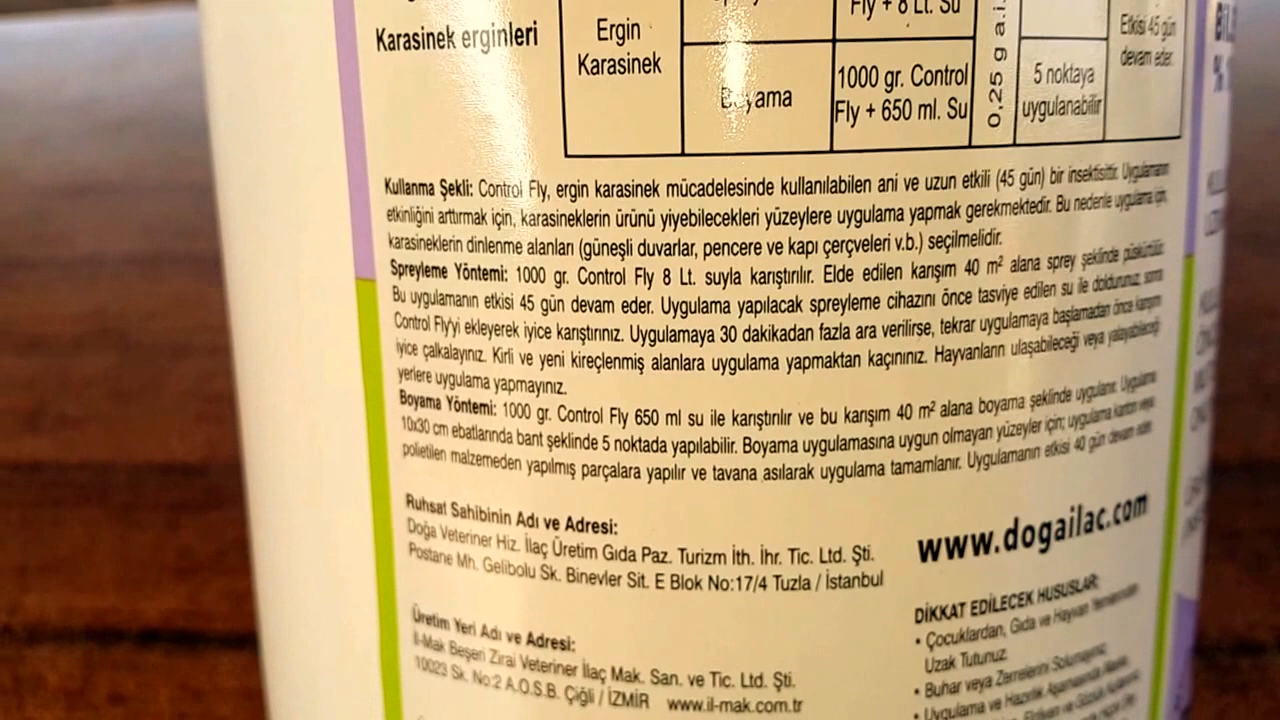 Fly + 8 Lt. Su
Karasinek erginleri
Ergin
Karasinek
Etkisi 45 gün
devam eder.
Boyama
1000 gr. Control
Fly + 650 ml. Su
0,25 g a.i.
5 noktaya
uygulanabilir
Kullanma Şekli: Control Fly, ergin karasinek mücadelesinde kullanılabilen ani ve uzun etkili (45 gün) bir insektisittir. Uygulamanın
etkinliğini arttırmak için, karasineklerin ürünü yiyebilecekleri yüzeylere uygulama yapmak gerekmektedir. Bu nedenle uygulama için,
karasineklerin dinlenme alanları (güneşli duvarlar, pencere ve kapı çerçveleri v.b.) seçilmelidir.
Spreyleme Yöntemi: 1000 gr. Control Fly 8 Lt. suyla karıştırılır. Elde edilen karışım 40 m² alana sprey şeklinde püskürtülür.
Bu uygulamanın etkisi 45 gün devam eder. Uygulama yapılacak spreyleme cihazını önce tasviye edilen su ile doldurunuz, sonra
Control Fly'yi ekleyerek iyice karıştırınız. Uygulamaya 30 dakikadan fazla ara verilirse, tekrar uygulamaya başlamadan önce karışım
iyice çalkalayınız. Kirli ve yeni kireçlenmiş alanlara uygulama yapmaktan kaçınınız. Hayvanların ulaşabileceği veya yalayabileceği
yerlere uygulama yapmayınız.
Boyama Yöntemi: 1000 gr. Control Fly 650 ml su ile karıştırılır ve bu karışım 40 m² alana boyama şeklinde uygulanır. Uygulama
10x30 cm ebatlarında bant şeklinde 5 noktada yapılabilir. Boyama uygulamasına uygun olmayan yüzeyler için; uygulama karton veya
polietilen malzemeden yapılmış parçalara yapılır ve tavana asılarak uygulama tamamlanır. Uygulamanın etkisi 40 gün devam eder.
Ruhsat Sahibinin Adı ve Adresi:
Doğa Veteriner Hiz. İlaç Üretim Gıda Paz. Turizm İth. İhr. Tic. Ltd. Şti.
Postane Mh. Gelibolu Sk. Binevler Sit. E Blok No:17/4 Tuzla / İstanbul
www.dogailac.com
Üretim Yeri Adı ve Adresi:
İl-Mak Beşeri Zirai Veteriner İlaç Mak. San. ve Tic. Ltd. Şti.
10023 Sk. No:2 A.O.S.B. Çiğli / İZMİR www.il-mak.com.tr
DİKKAT EDİLECEK HUSUSLAR:
• Çocuklardan, Gıda ve Hayvan Yemlerinden
Uzak Tutunuz.
• Buhar veya Zerrelerini Solumayınız.
• Uygulama ve Hazırlık Aşamasında